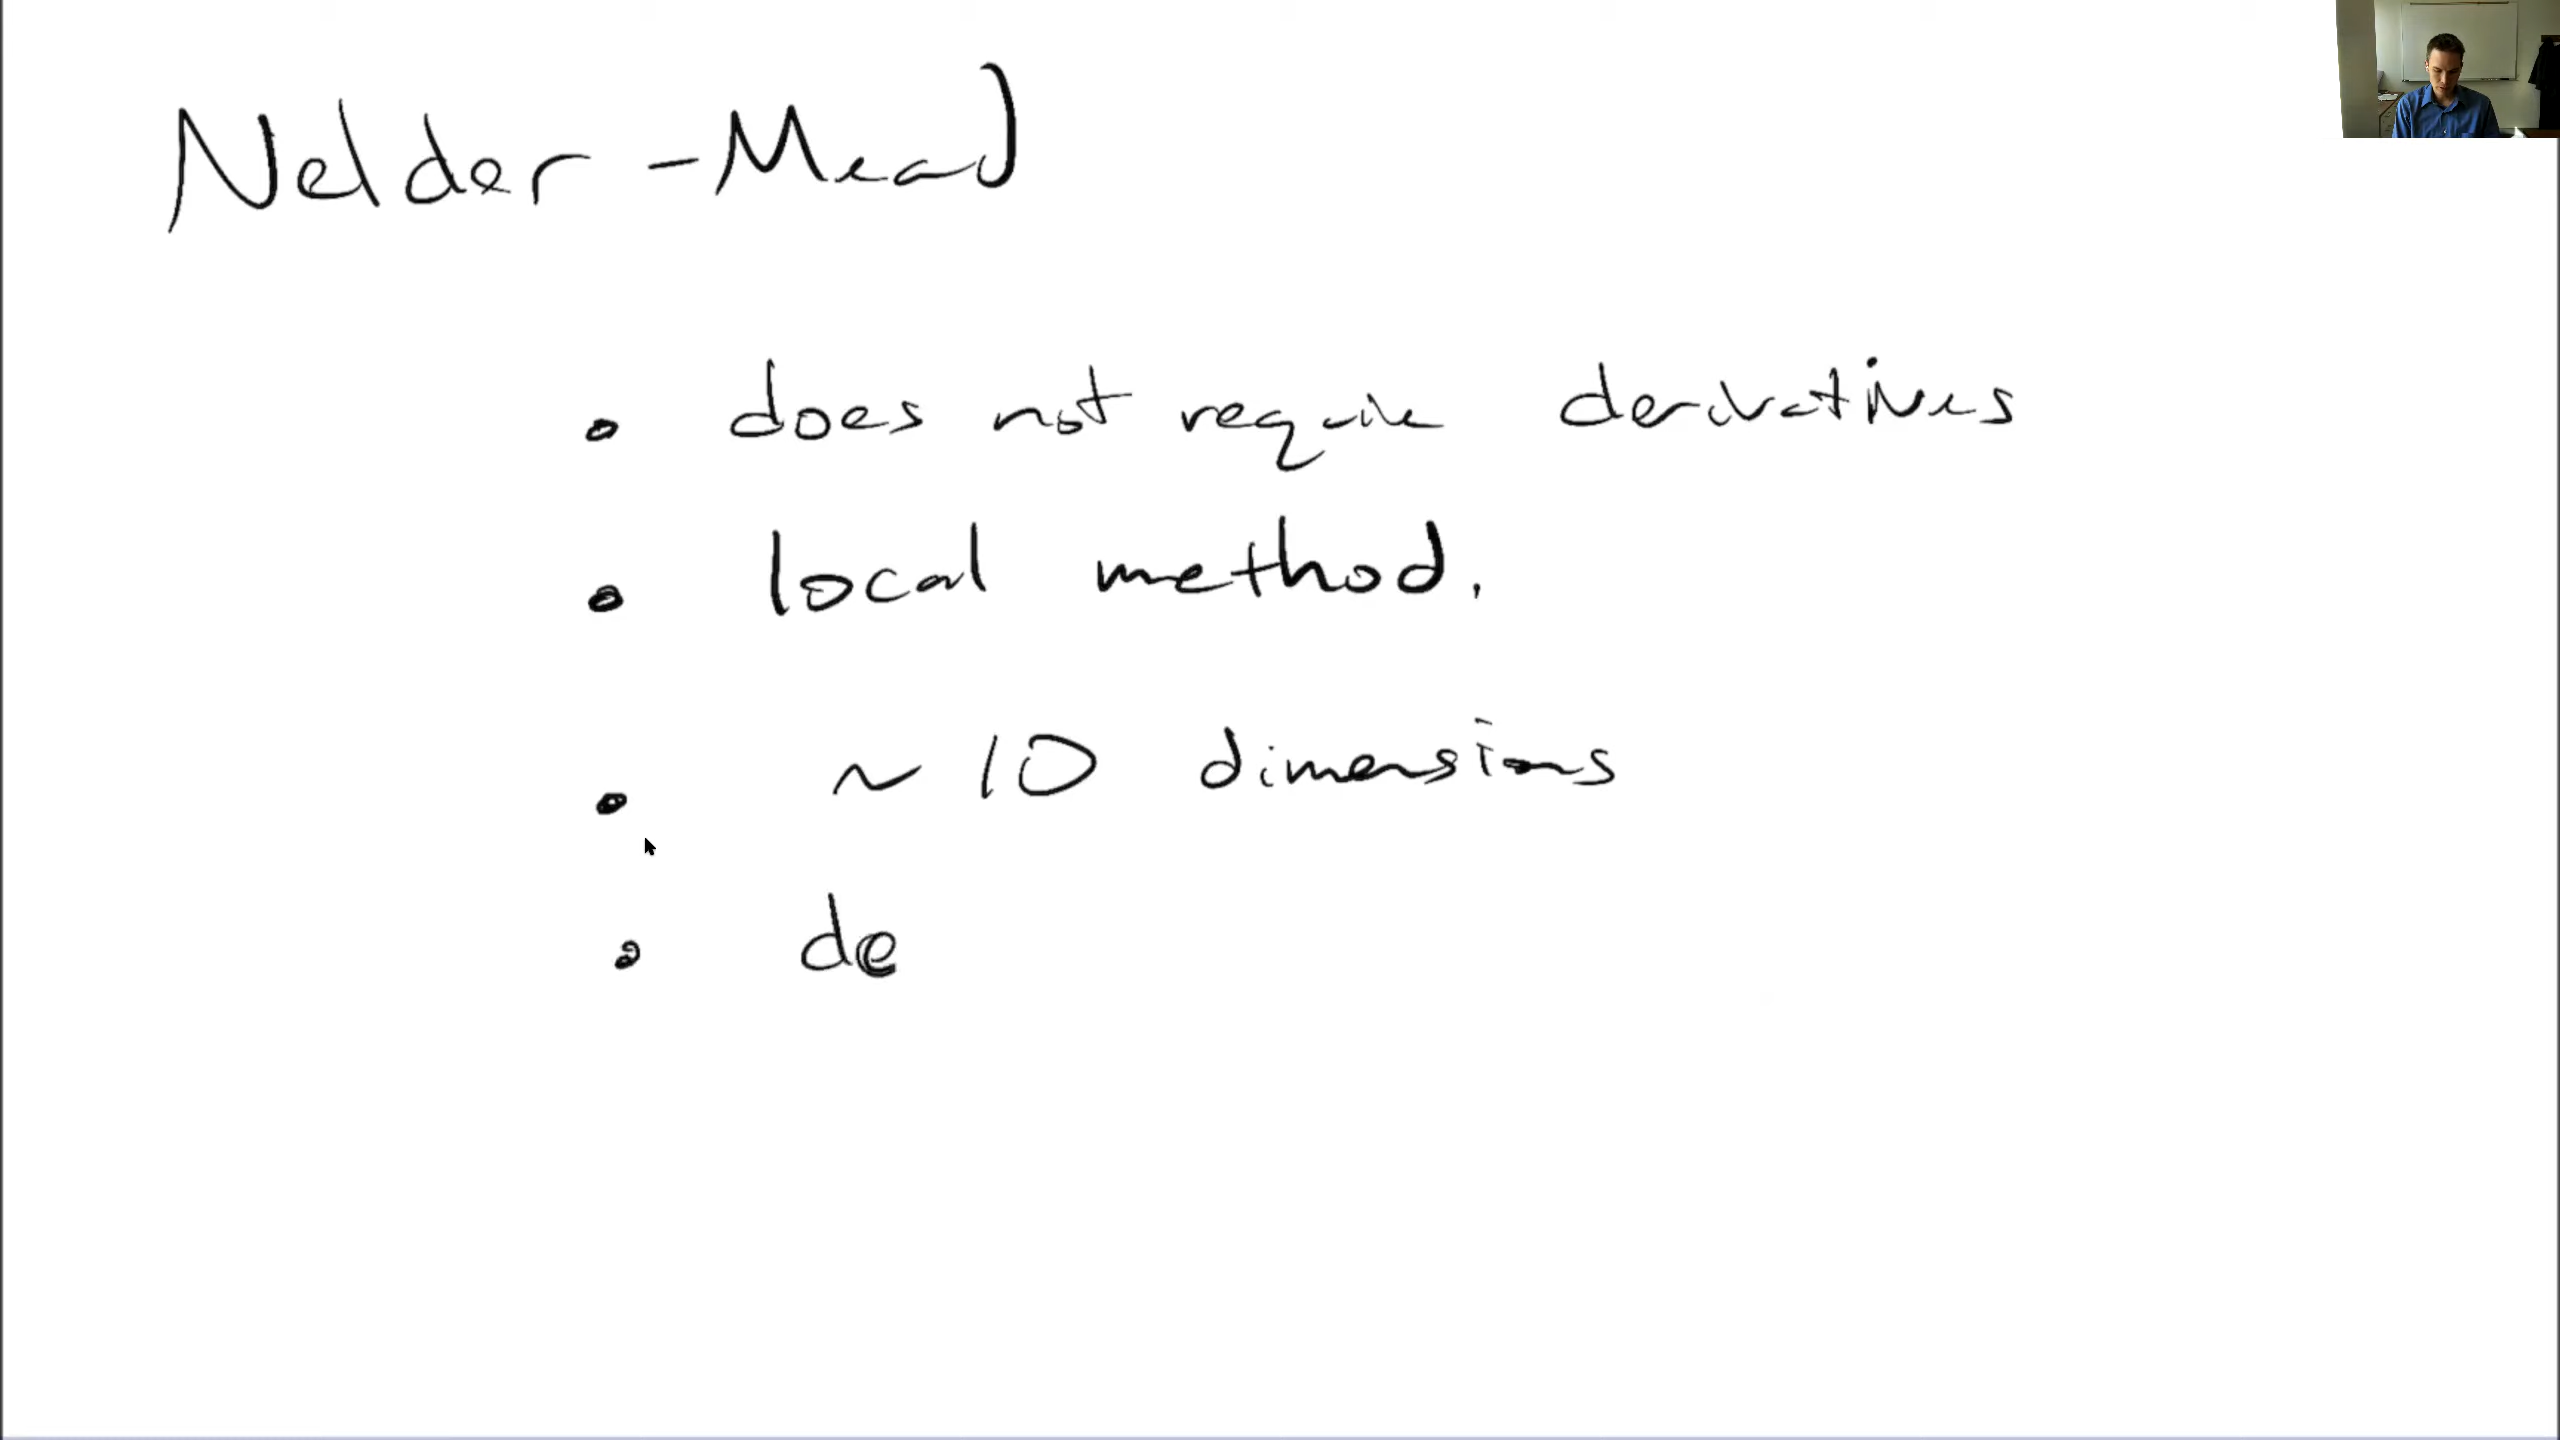 Nelder-Mead
• does not require derivatives
• local method.
• ~ 10 dimensions
• de